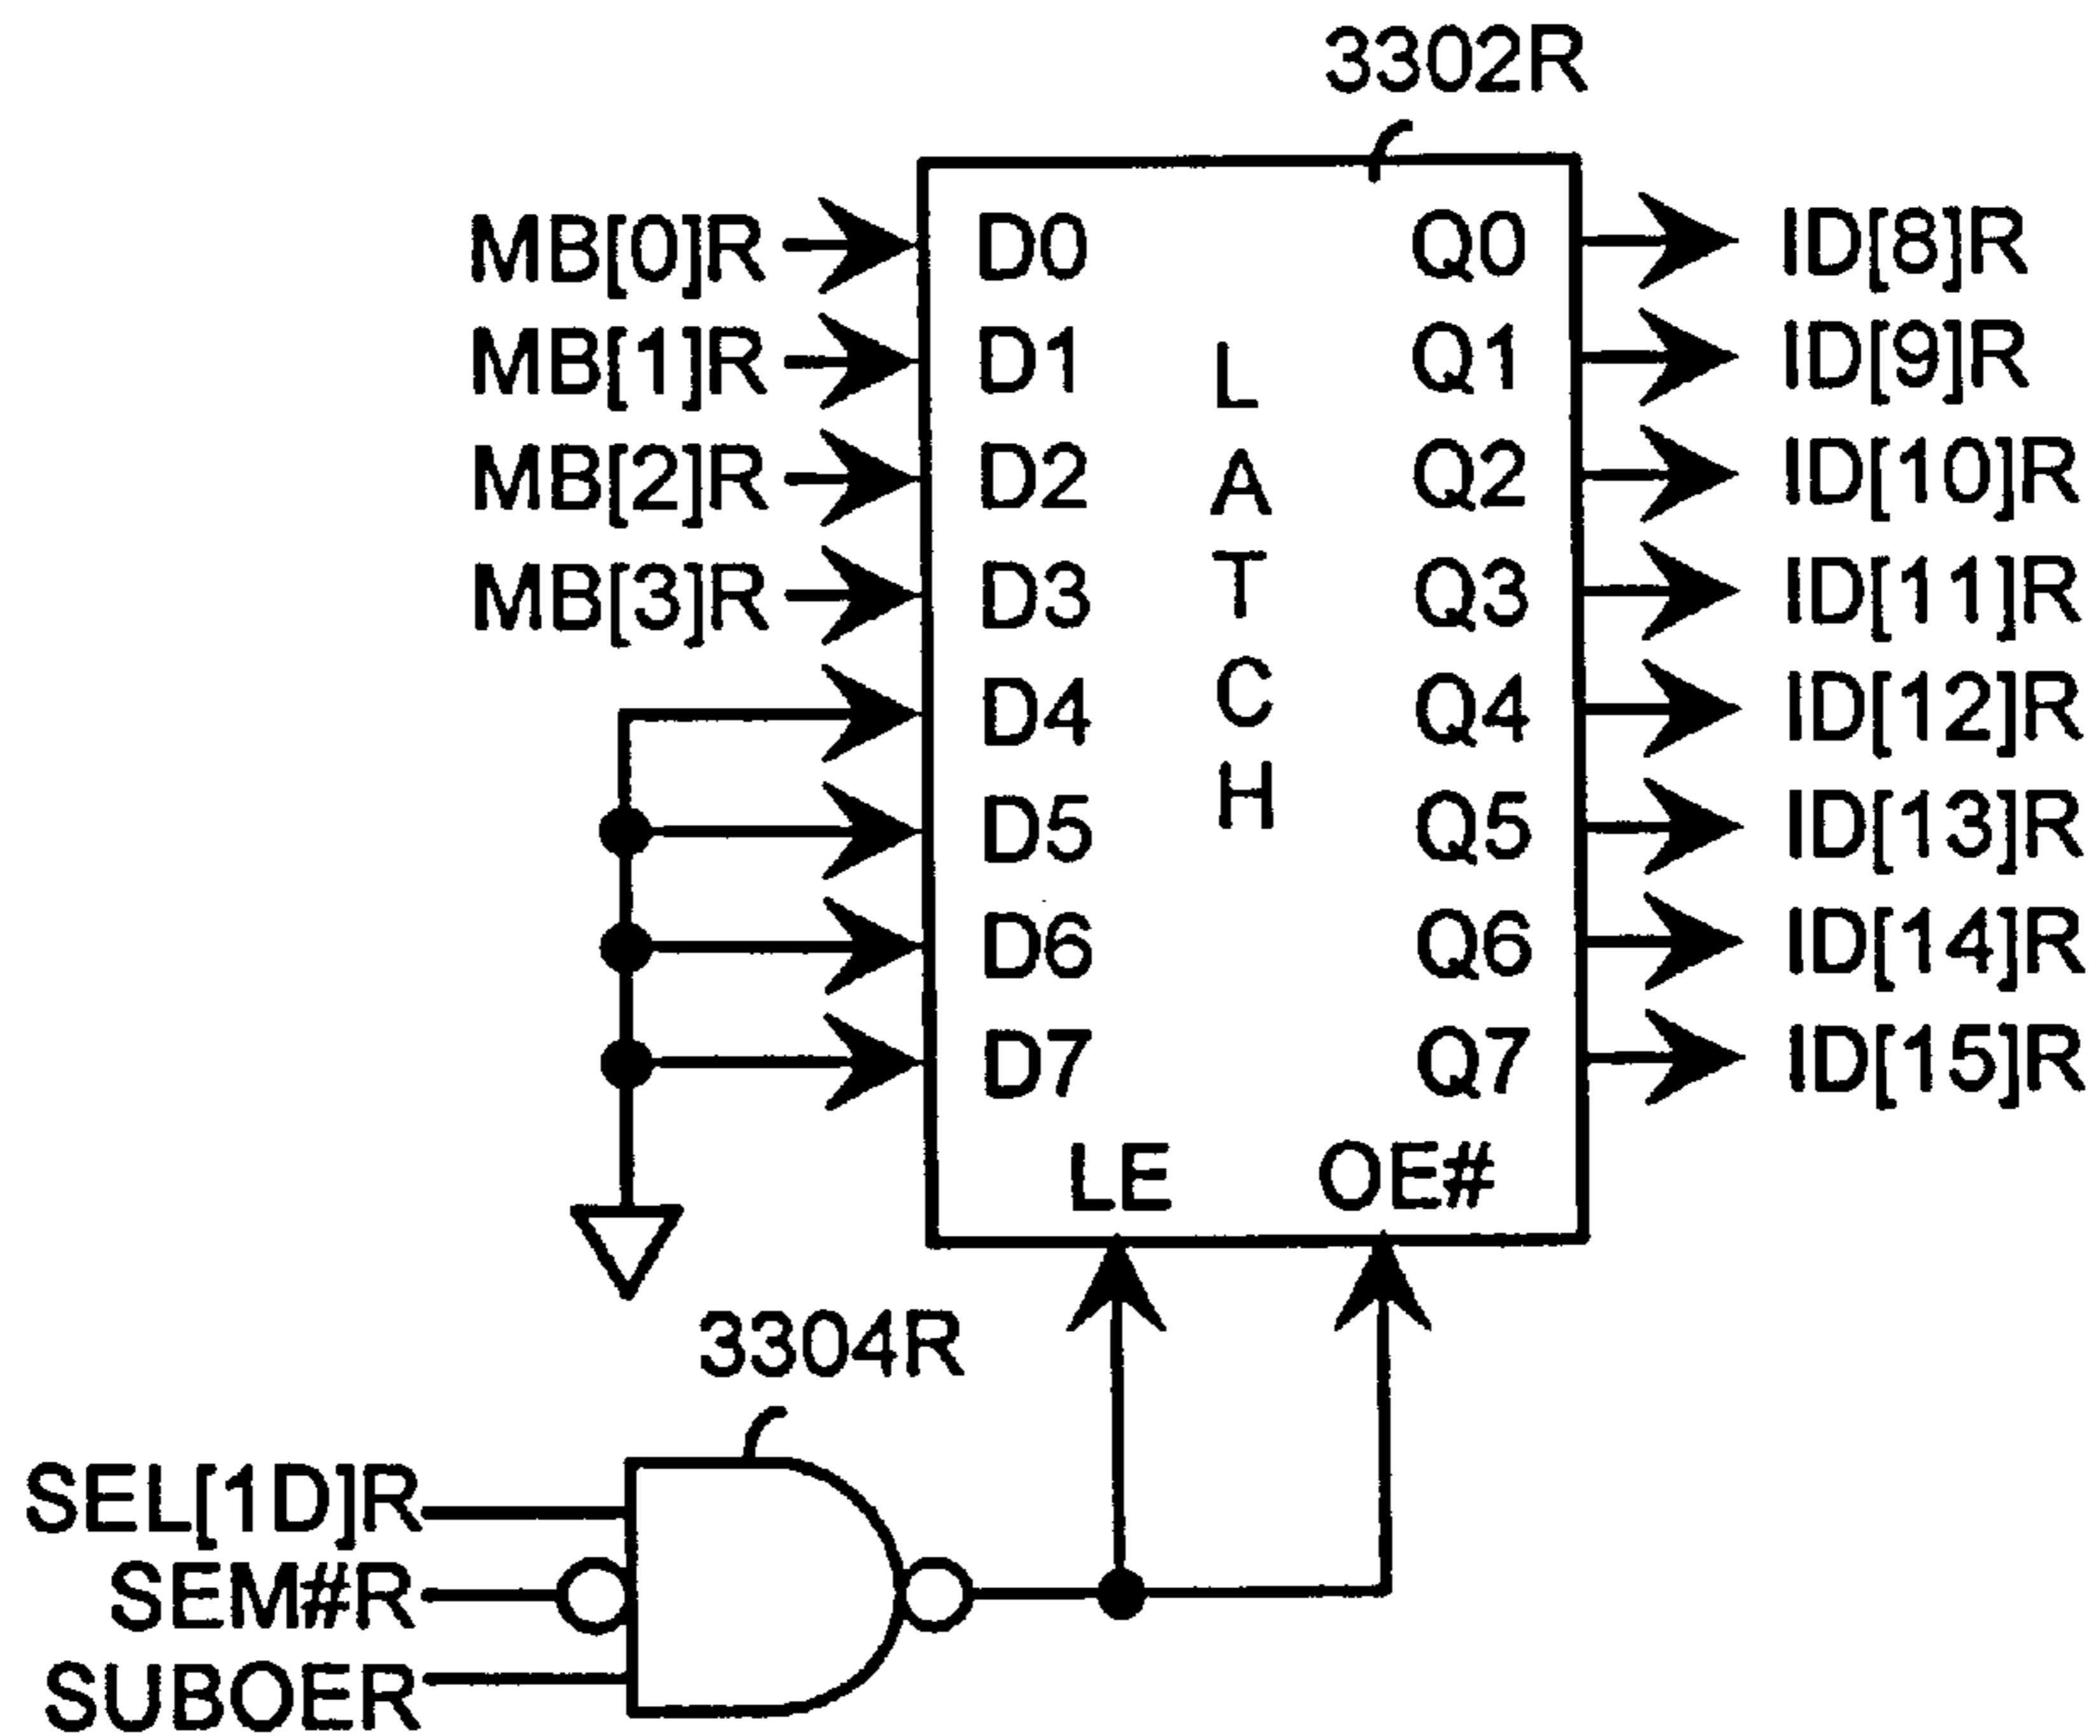 3302R
MB[0]R D0 Q0 ID[8]R
MB[1]R D1 Q1 ID[9]R
MB[2]R D2 Q2 ID[10]R
MB[3]R D3 Q3 ID[11]R
D4 Q4 ID[12]R
D5 Q5 ID[13]R
D6 Q6 ID[14]R
D7 Q7 ID[15]R
LATCH
LE OE#
3304R
SEL[1D]R
SEM#R
SUBOER